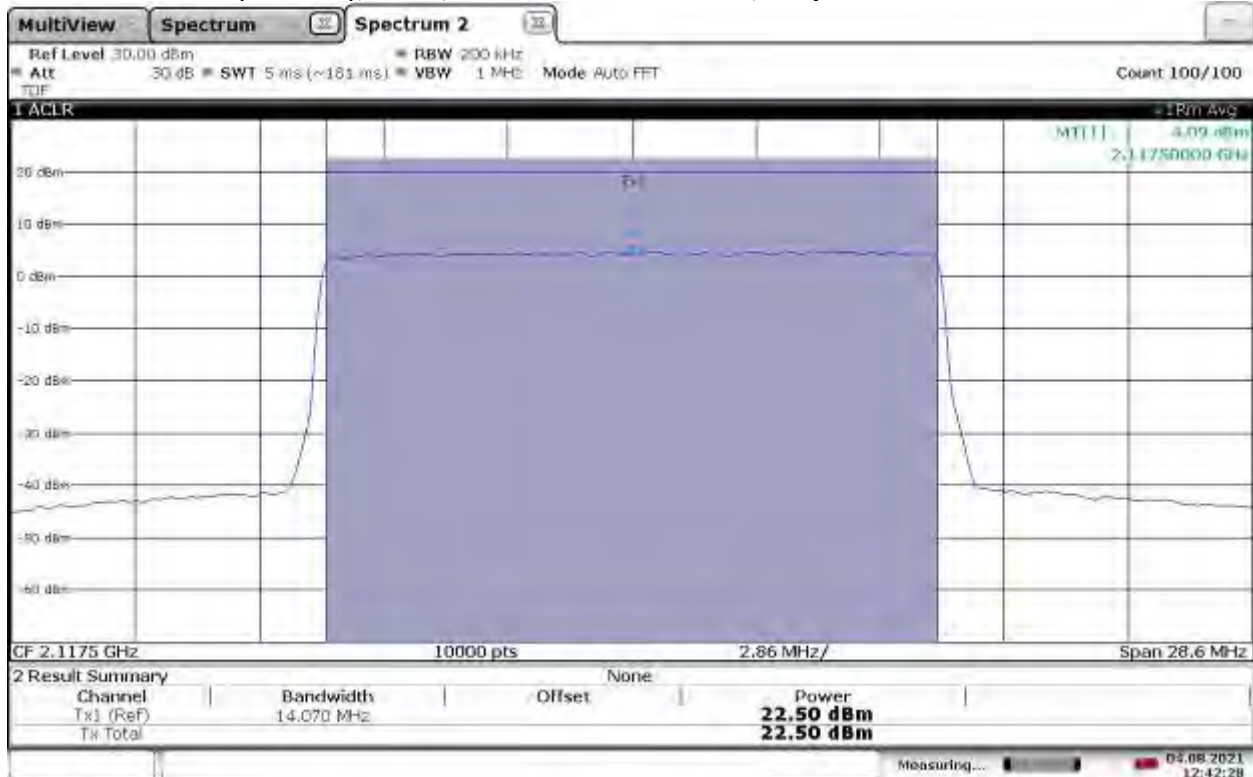 MultiView Spectrum Spectrum 2
Ref Level 30.00 dBm RBW 200 kHz
Att 30 dB SWT 5 ms (~181 ms) VBW 1 MHz Mode Auto FFT Count 100/100
TDF
1 ACLR 1Rm Avg
M1[1] 4.09 dBm
2.11750000 GHz
20 dBm
Tx1
10 dBm
0 dBm
-10 dBm
-20 dBm
-30 dBm
-40 dBm
-50 dBm
-60 dBm
CF 2.1175 GHz 10000 pts 2.86 MHz/ Span 28.6 MHz
2 Result Summary None
Channel Bandwidth Offset Power
Tx1 (Ref) 14.070 MHz 22.50 dBm
Tx Total 22.50 dBm
Measuring... 04.08.2021
12:42:28